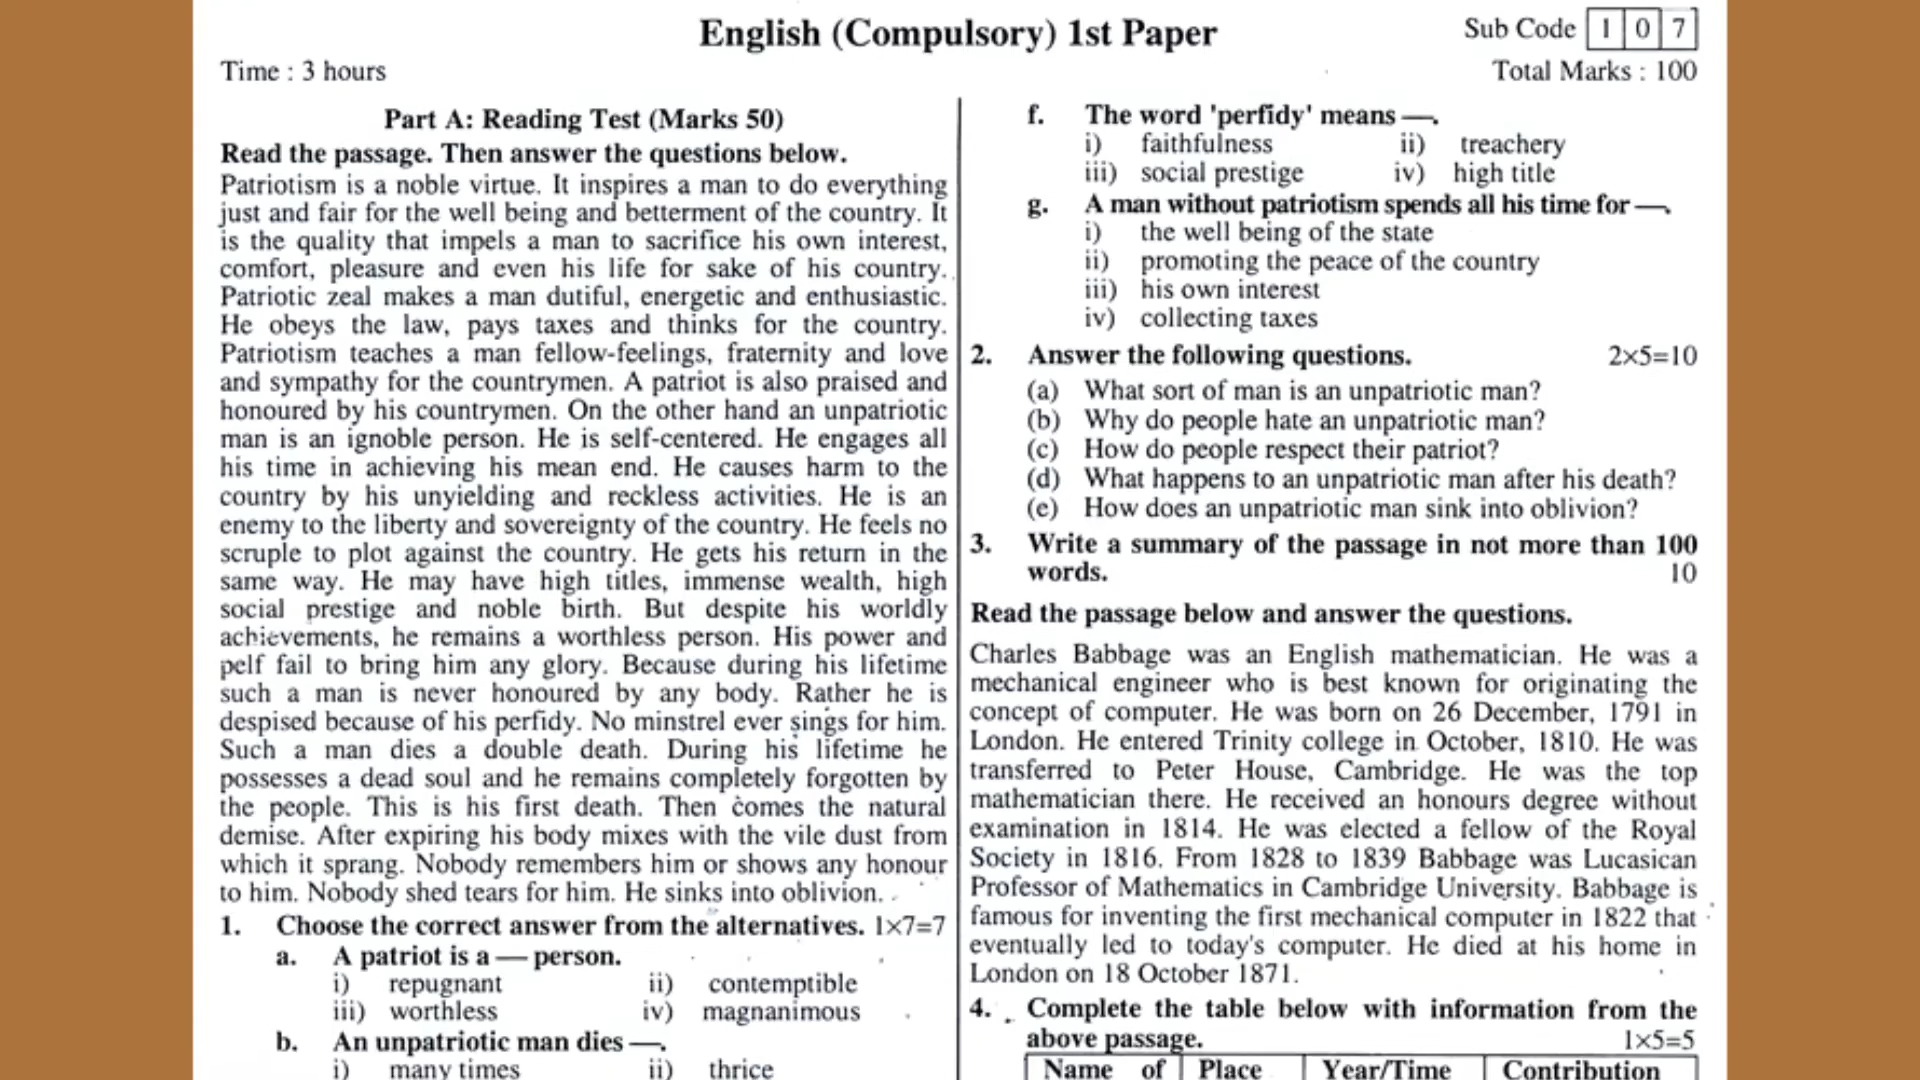 English (Compulsory) 1st Paper
Sub Code 1 0 7
Time : 3 hours
Total Marks : 100
Part A: Reading Test (Marks 50)
Read the passage. Then answer the questions below.
Patriotism is a noble virtue. It inspires a man to do everything
just and fair for the well being and betterment of the country. It
is the quality that impels a man to sacrifice his own interest,
comfort, pleasure and even his life for sake of his country.
Patriotic zeal makes a man dutiful, energetic and enthusiastic.
He obeys the law, pays taxes and thinks for the country.
Patriotism teaches a man fellow-feelings, fraternity and love
and sympathy for the countrymen. A patriot is also praised and
honoured by his countrymen. On the other hand an unpatriotic
man is an ignoble person. He is self-centered. He engages all
his time in achieving his mean end. He causes harm to the
country by his unyielding and reckless activities. He is an
enemy to the liberty and sovereignty of the country. He feels no
scruple to plot against the country. He gets his return in the
same way. He may have high titles, immense wealth, high
social prestige and noble birth. But despite his worldly
achievements, he remains a worthless person. His power and
pelf fail to bring him any glory. Because during his lifetime
such a man is never honoured by any body. Rather he is
despised because of his perfidy. No minstrel ever sings for him.
Such a man dies a double death. During his lifetime he
possesses a dead soul and he remains completely forgotten by
the people. This is his first death. Then comes the natural
demise. After expiring his body mixes with the vile dust from
which it sprang. Nobody remembers him or shows any honour
to him. Nobody shed tears for him. He sinks into oblivion.
1. Choose the correct answer from the alternatives. 1×7=7
a. A patriot is a — person.
i) repugnant ii) contemptible
iii) worthless iv) magnanimous
b. An unpatriotic man dies —.
i) many times ii) thrice
f. The word 'perfidy' means —.
i) faithfulness ii) treachery
iii) social prestige iv) high title
g. A man without patriotism spends all his time for —.
i) the well being of the state
ii) promoting the peace of the country
iii) his own interest
iv) collecting taxes
2. Answer the following questions. 2×5=10
(a) What sort of man is an unpatriotic man?
(b) Why do people hate an unpatriotic man?
(c) How do people respect their patriot?
(d) What happens to an unpatriotic man after his death?
(e) How does an unpatriotic man sink into oblivion?
3. Write a summary of the passage in not more than 100
words. 10
Read the passage below and answer the questions.
Charles Babbage was an English mathematician. He was a
mechanical engineer who is best known for originating the
concept of computer. He was born on 26 December, 1791 in
London. He entered Trinity college in October, 1810. He was
transferred to Peter House, Cambridge. He was the top
mathematician there. He received an honours degree without
examination in 1814. He was elected a fellow of the Royal
Society in 1816. From 1828 to 1839 Babbage was Lucasican
Professor of Mathematics in Cambridge University. Babbage is
famous for inventing the first mechanical computer in 1822 that
eventually led to today's computer. He died at his home in
London on 18 October 1871.
4. Complete the table below with information from the
above passage. 1×5=5
Name of Place Year/Time Contribution